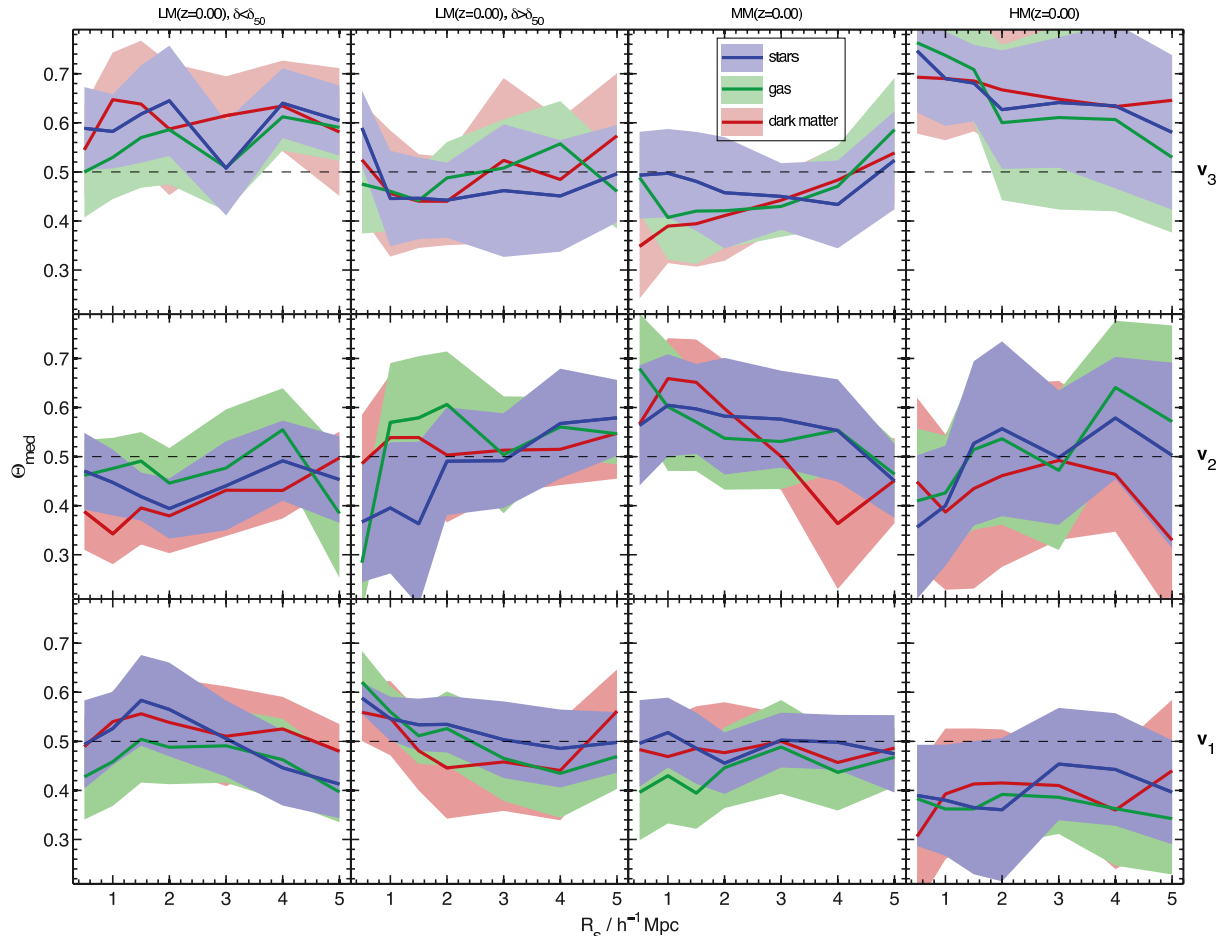 LM(z=0.00), δ<δ50 LM(z=0.00), δ>δ50 MM(z=0.00) HM(z=0.00)
stars
gas
dark matter
0.7
0.6
0.5
0.4
0.3
v3
0.7
0.6
0.5
0.4
0.3
Θmed
v2
0.7
0.6
0.5
0.4
0.3
v1
1 2 3 4 5 1 2 3 4 5 1 2 3 4 5 1 2 3 4 5
Rs / h⁻¹ Mpc